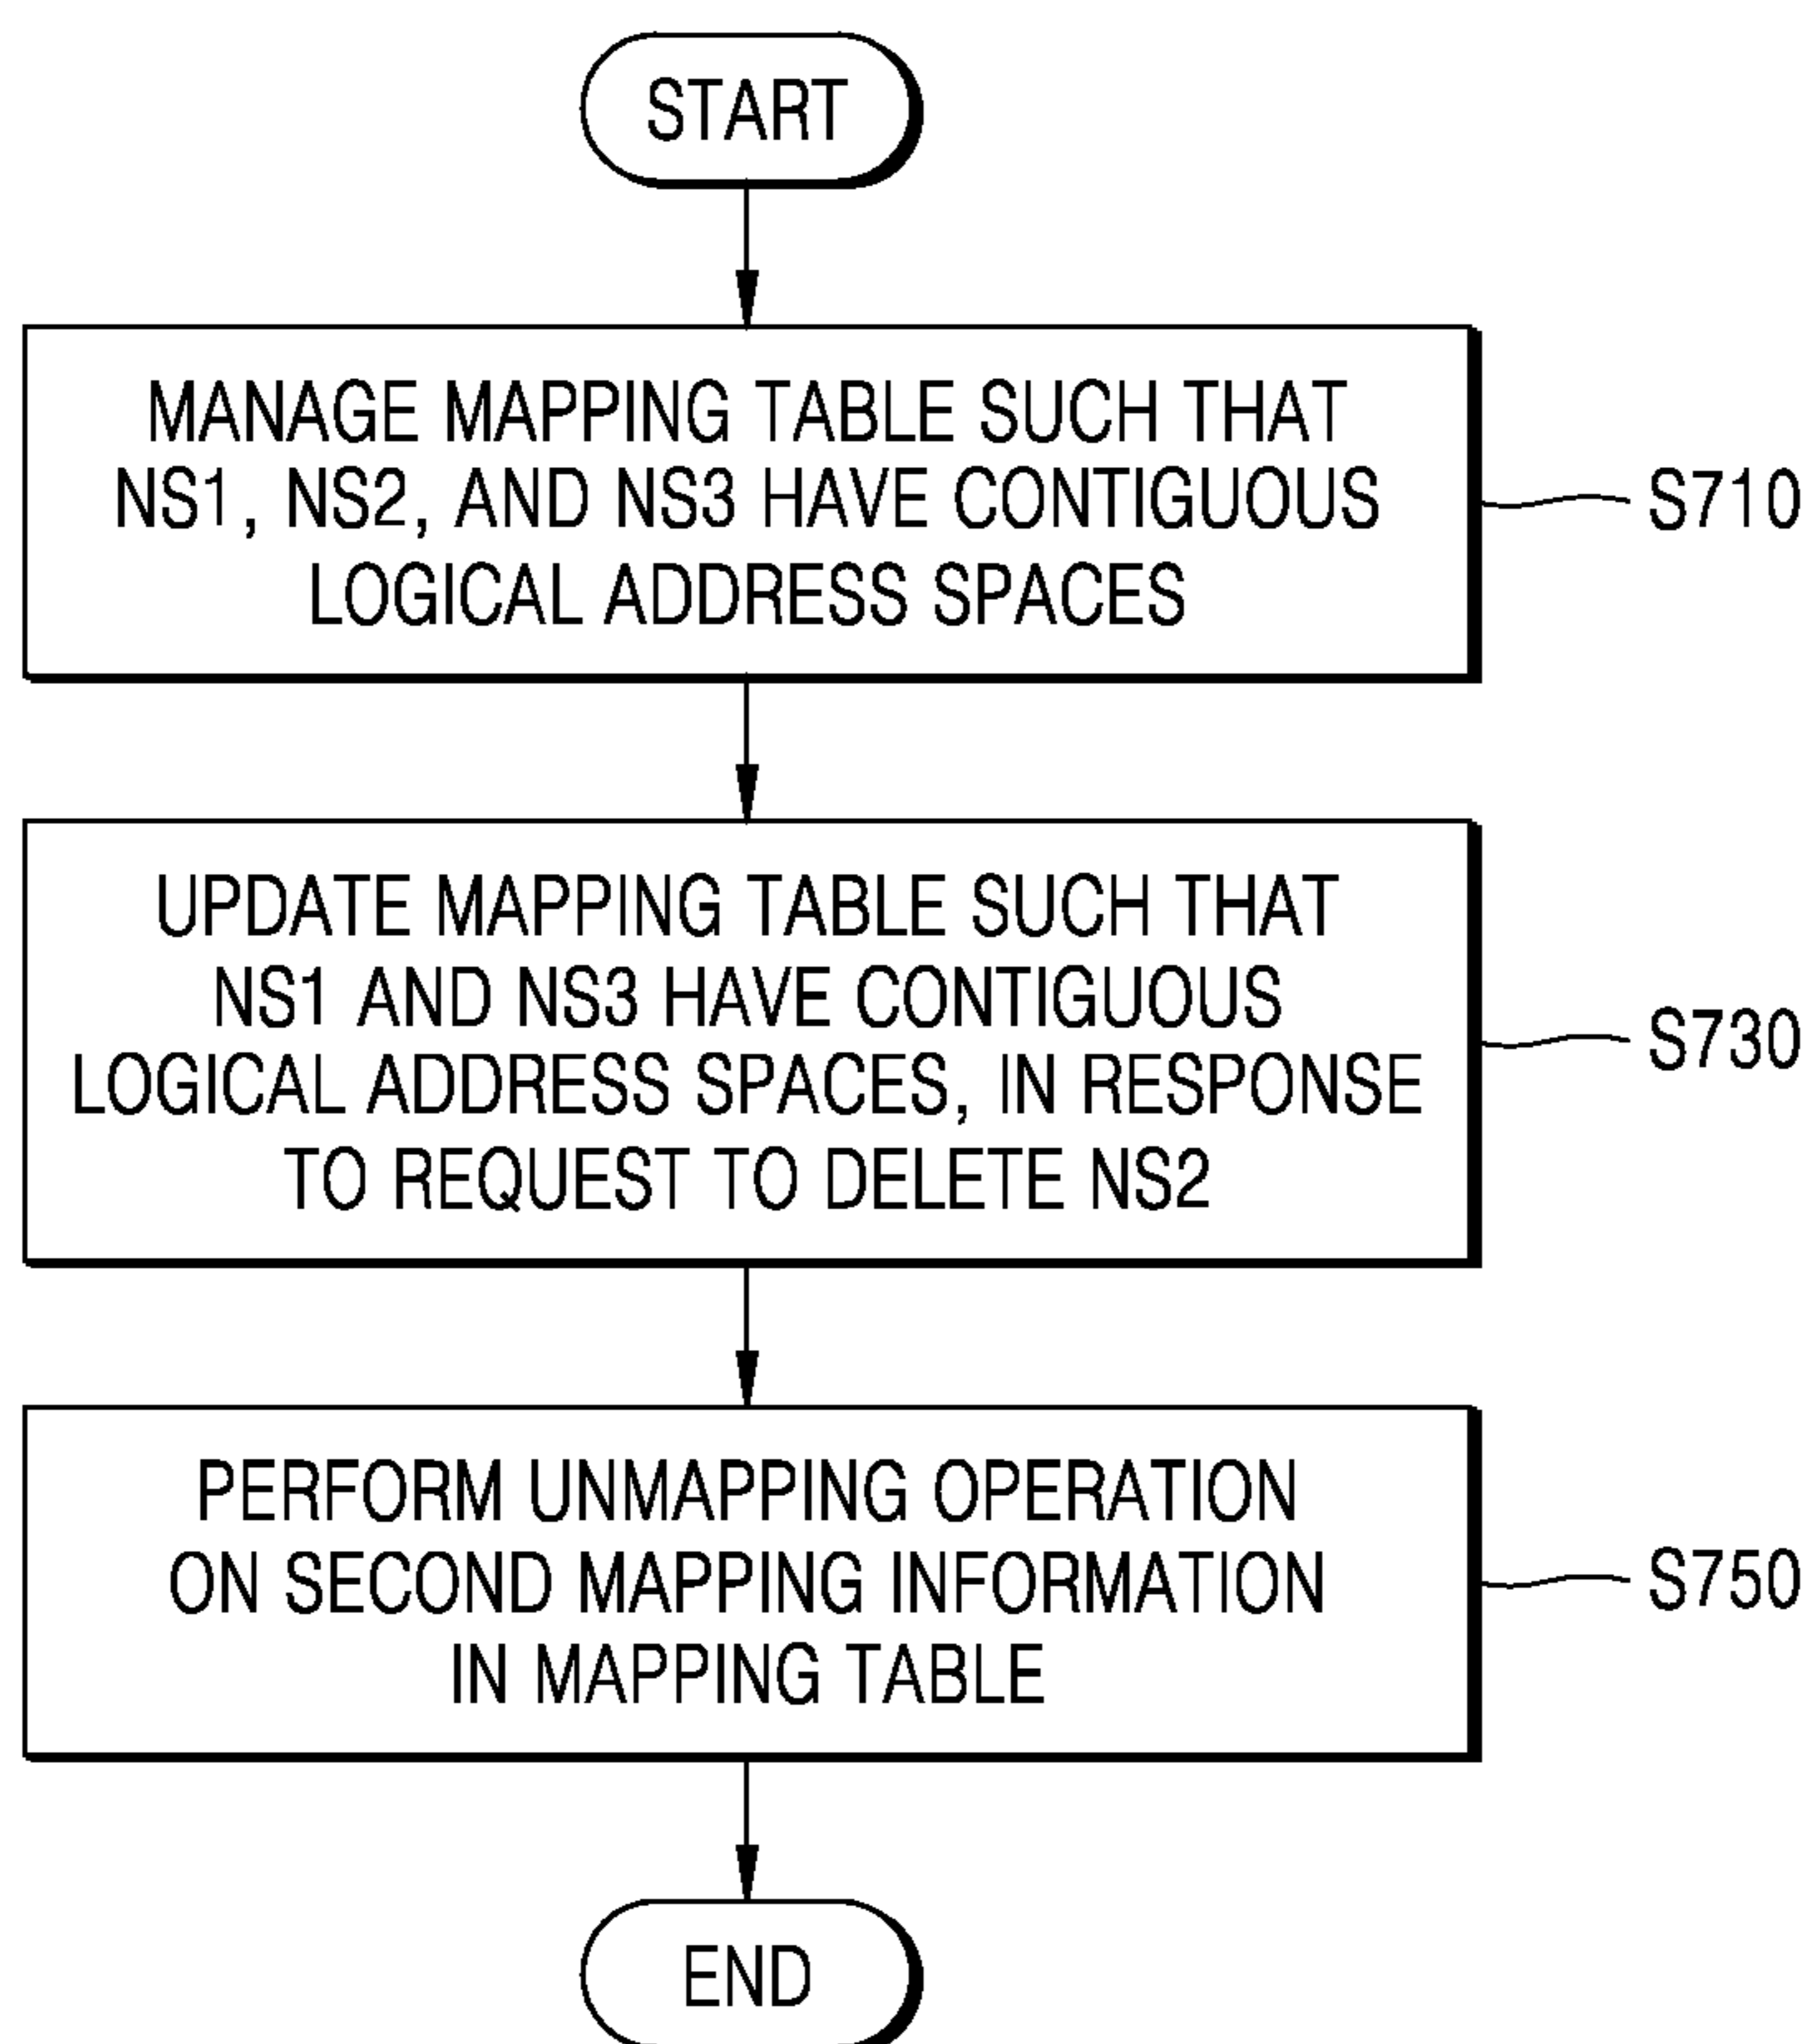 START
MANAGE MAPPING TABLE SUCH THAT
NS1, NS2, AND NS3 HAVE CONTIGUOUS
LOGICAL ADDRESS SPACES
S710
UPDATE MAPPING TABLE SUCH THAT
NS1 AND NS3 HAVE CONTIGUOUS
LOGICAL ADDRESS SPACES, IN RESPONSE
TO REQUEST TO DELETE NS2
S730
PERFORM UNMAPPING OPERATION
ON SECOND MAPPING INFORMATION
IN MAPPING TABLE
S750
END